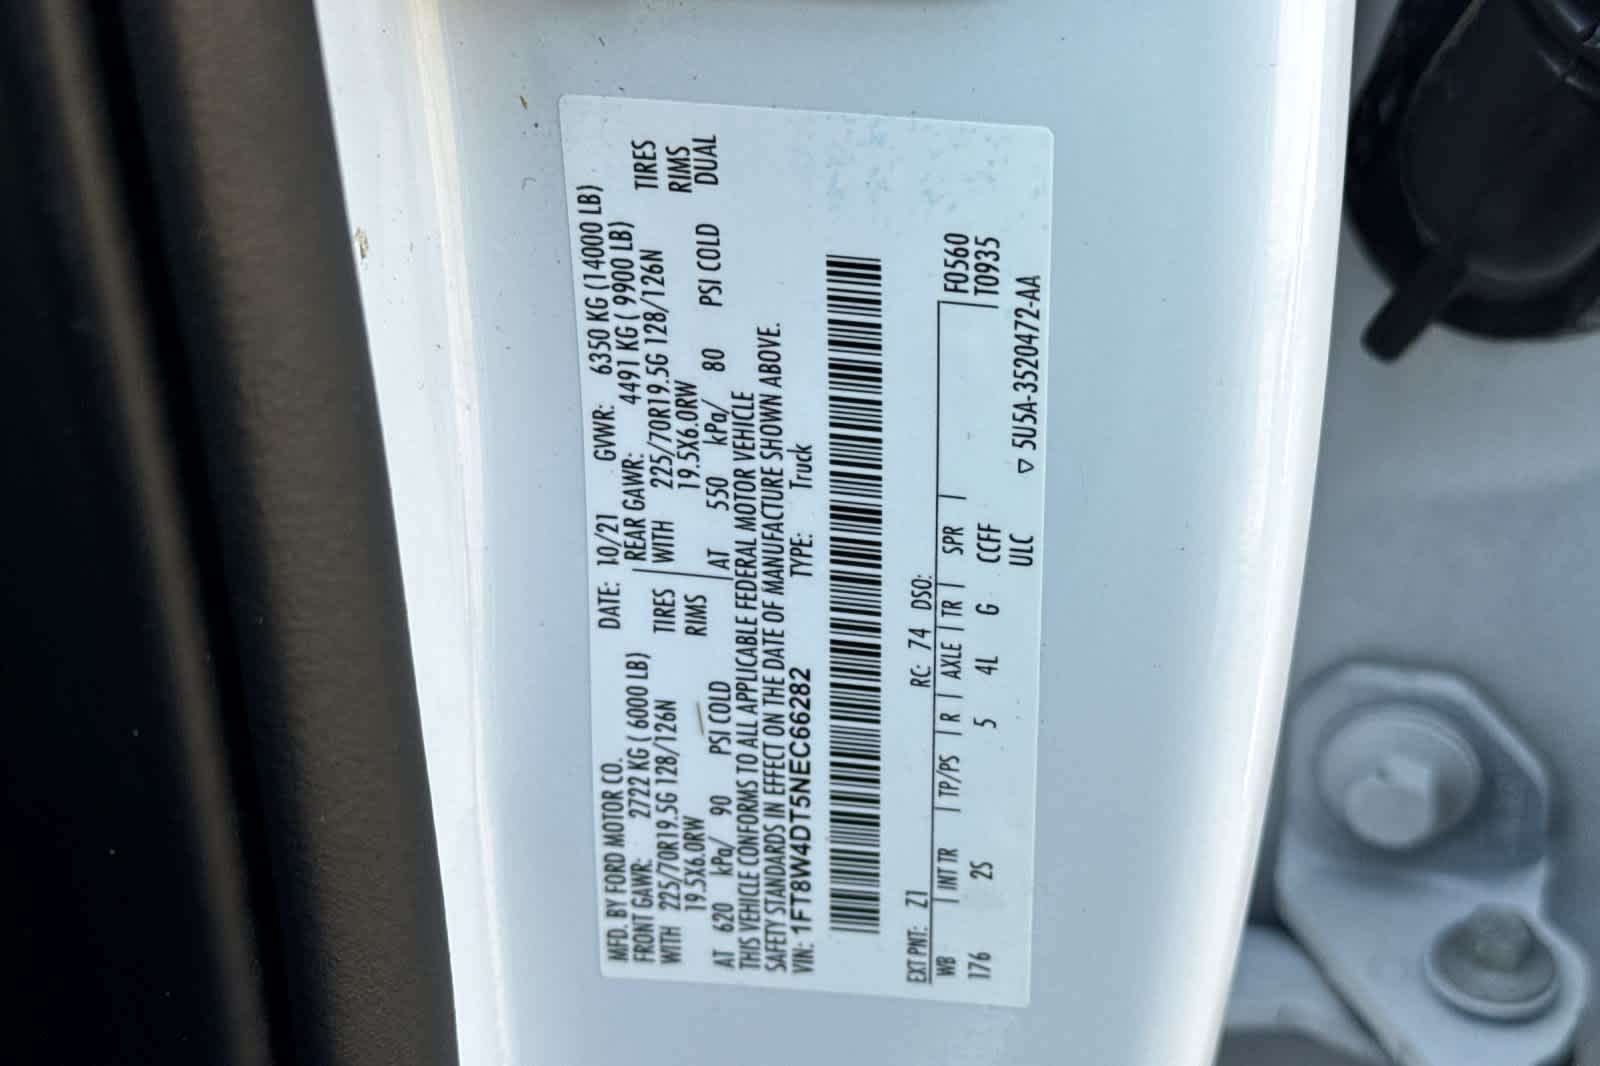 MFD. BY FORD MOTOR CO. DATE: 10/21 GVWR: 6350 KG (14000 LB)
FRONT GAWR: 2722 KG ( 6000 LB) REAR GAWR: 4491 KG ( 9900 LB)
WITH 225/70R19.5G 128/126N TIRES WITH 225/70R19.5G 128/126N TIRES
19.5X6.0RW RIMS 19.5X6.0RW RIMS
AT 620 kPa/ 90 PSI COLD AT 550 kPa/ 80 PSI COLD DUAL
THIS VEHICLE CONFORMS TO ALL APPLICABLE FEDERAL MOTOR VEHICLE
SAFETY STANDARDS IN EFFECT ON THE DATE OF MANUFACTURE SHOWN ABOVE.
VIN: 1FT8W4DT5NEC66282 TYPE: Truck
EXT PNT: Z1 RC: 74 DSO: F0560
WB INT TR TP/PS R AXLE TR SPR T0935
176 2S 5 4L G CCFF
ULC ▽ 5U5A-3520472-AA